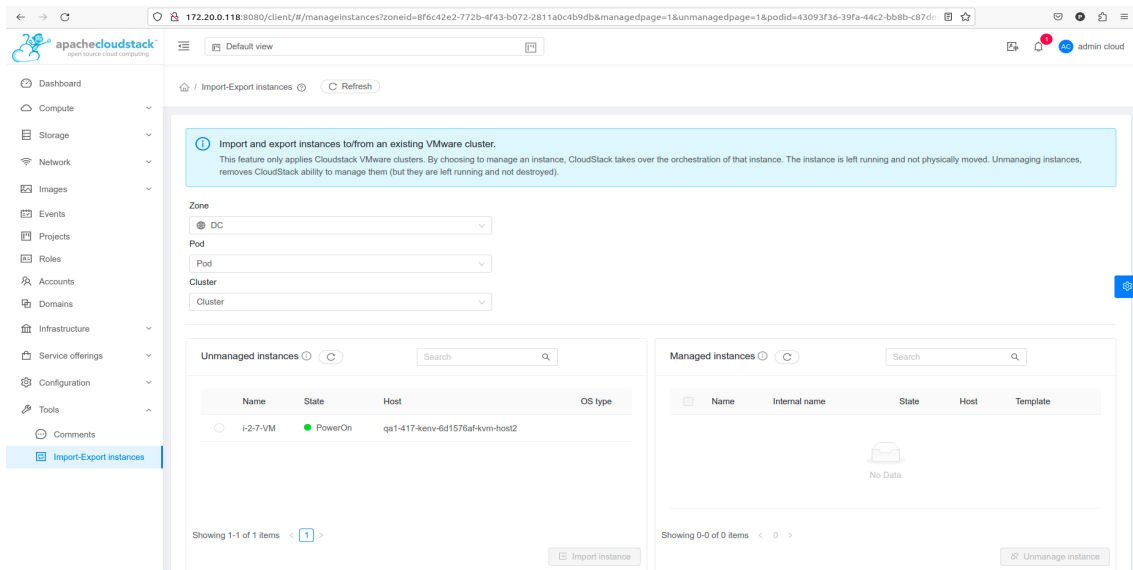 172.20.0.118:8080/client/#/manageinstances?zoneid=8f6c42e2-772b-4f43-b072-2811a0c4b9db&managedpage=1&unmanagedpage=1&podid=43093f36-39fa-44c2-bb8b-c87de
apachecloudstack™
open source cloud computing
Default view
1
AC admin cloud
/ Import-Export instances
Refresh
Dashboard
Compute
Storage
Network
Images
Events
Projects
Roles
Accounts
Domains
Infrastructure
Service offerings
Configuration
Tools
Comments
Import-Export instances
Import and export instances to/from an existing VMware cluster.
This feature only applies Cloudstack VMware clusters. By choosing to manage an instance, CloudStack takes over the orchestration of that instance. The instance is left running and not physically moved. Unmanaging instances,
removes CloudStack ability to manage them (but they are left running and not destroyed).
Zone
DC
Pod
Pod
Cluster
Cluster
Unmanaged instances
Search
Name State Host OS type
i-2-7-VM PowerOn qa1-417-kenv-6d1576af-kvm-host2
Showing 1-1 of 1 items < 1 >
Import instance
Managed instances
Search
Name Internal name State Host Template
No Data
Showing 0-0 of 0 items < 0 >
Unmanage instance